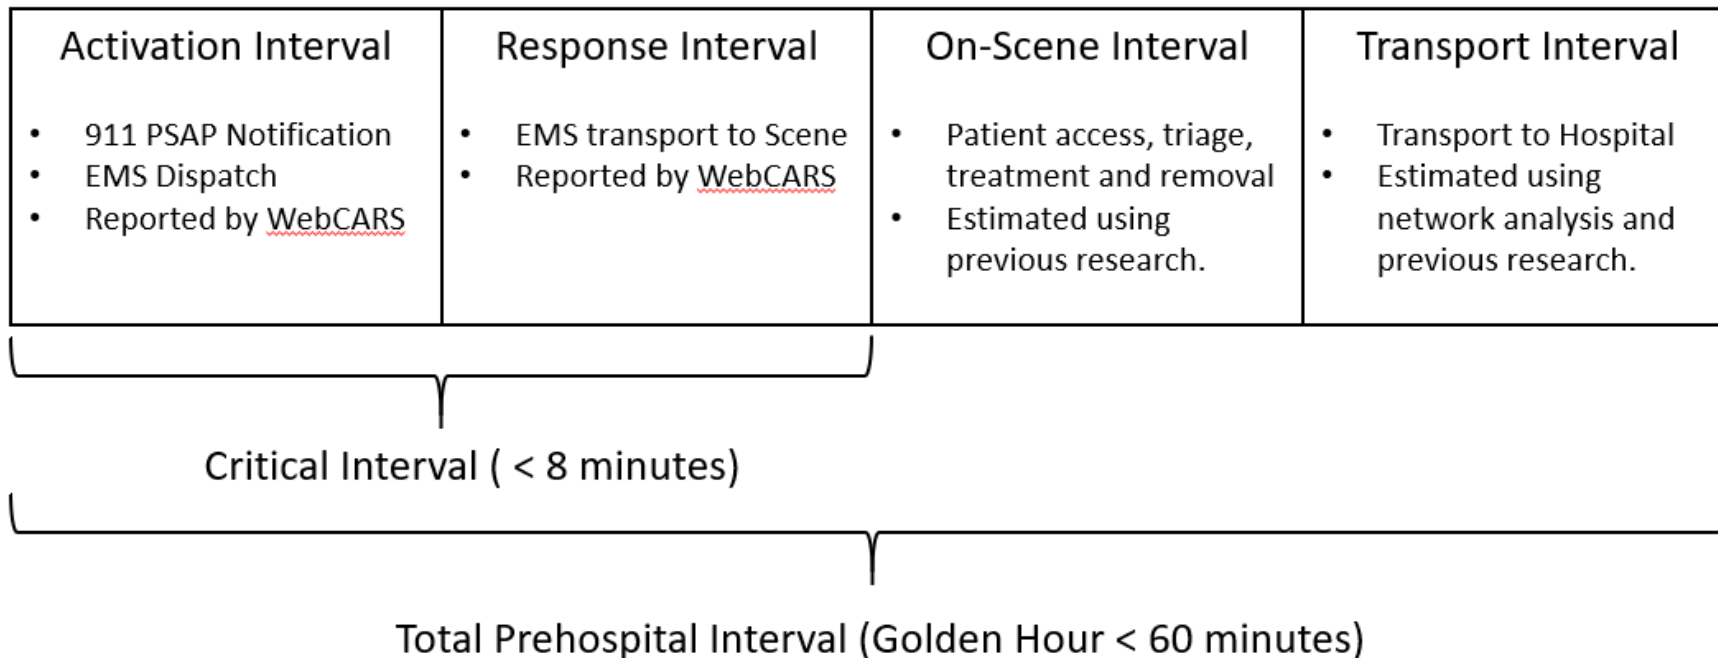 Activation Interval
• 911 PSAP Notification
• EMS Dispatch
• Reported by WebCARS
Response Interval
• EMS transport to Scene
• Reported by WebCARS
On-Scene Interval
• Patient access, triage,
treatment and removal
• Estimated using
previous research.
Transport Interval
• Transport to Hospital
• Estimated using
network analysis and
previous research.
Critical Interval ( < 8 minutes)
Total Prehospital Interval (Golden Hour < 60 minutes)